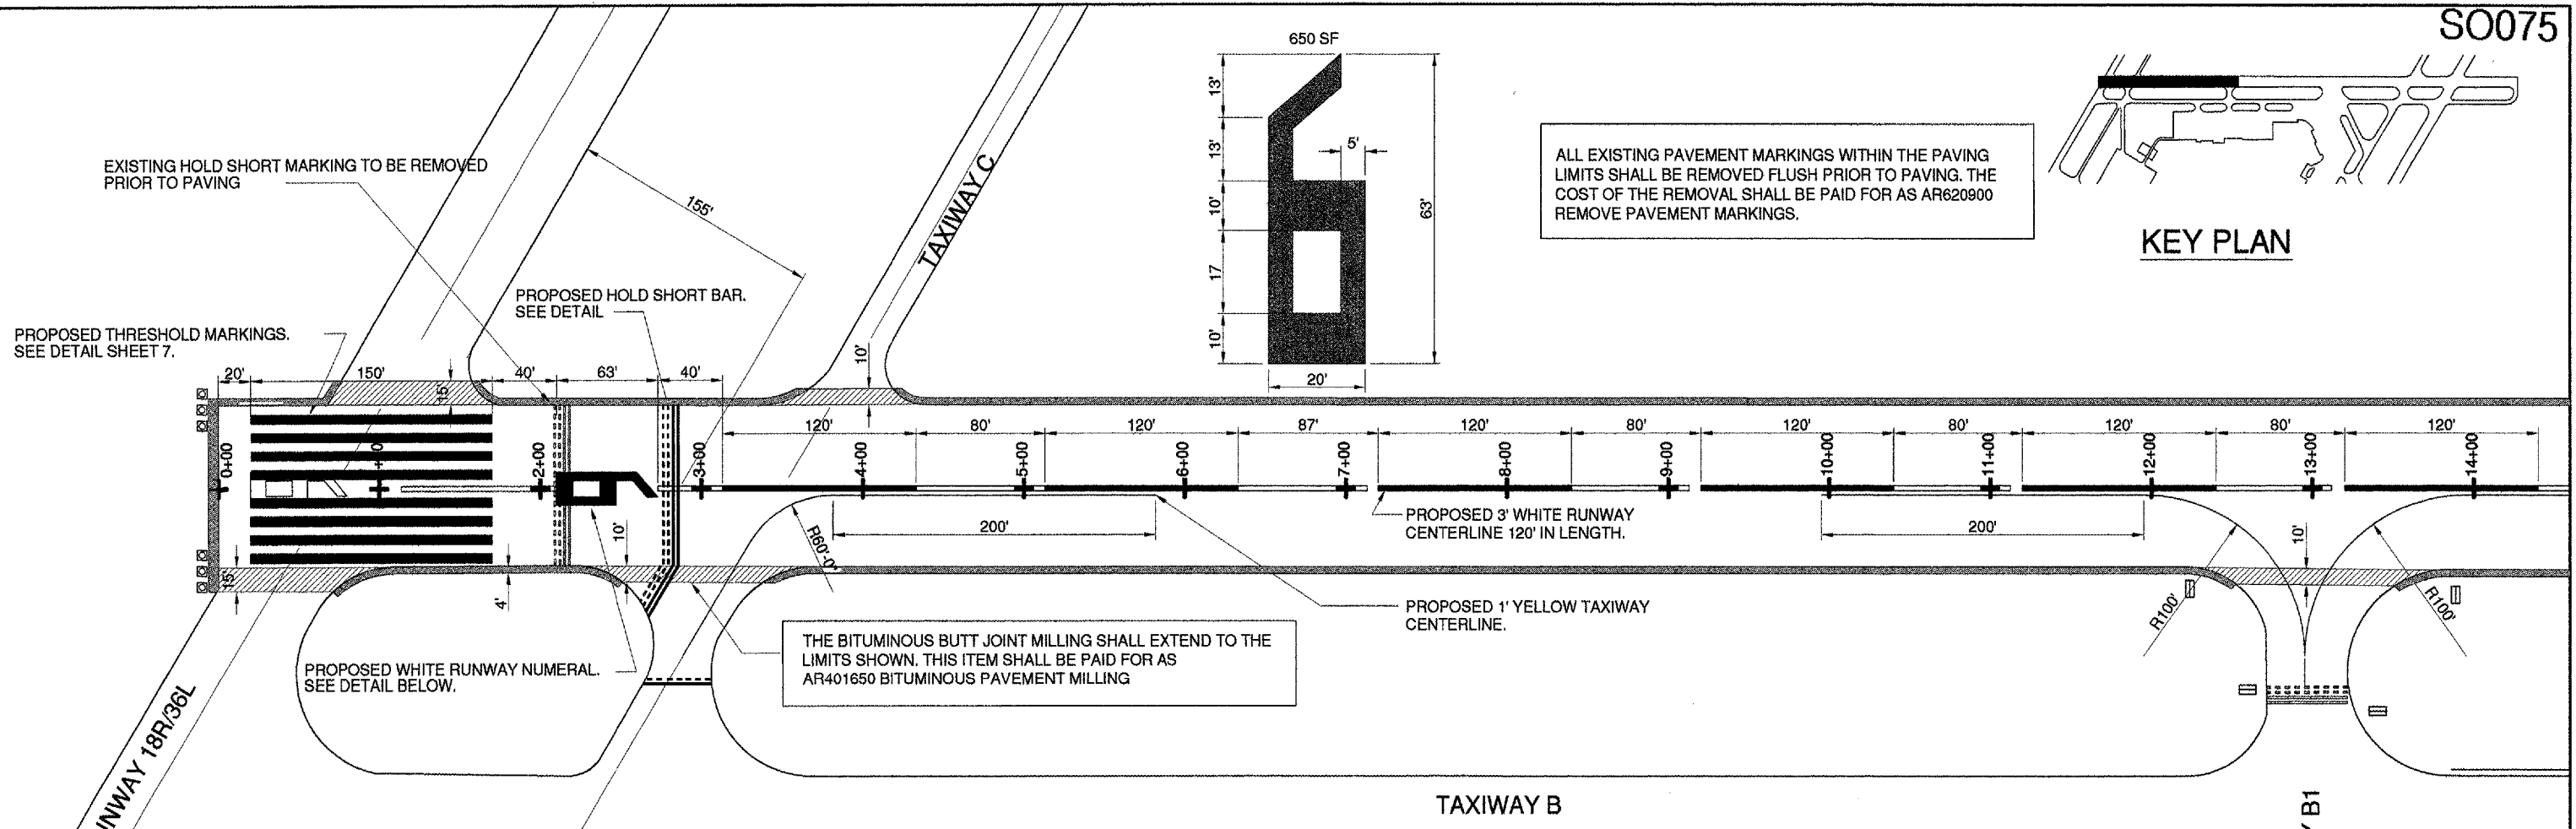 SO075
650 SF
13'
13'
10'
17
10'
5'
63'
20'
ALL EXISTING PAVEMENT MARKINGS WITHIN THE PAVING
LIMITS SHALL BE REMOVED FLUSH PRIOR TO PAVING. THE
COST OF THE REMOVAL SHALL BE PAID FOR AS AR620900
REMOVE PAVEMENT MARKINGS.
KEY PLAN
EXISTING HOLD SHORT MARKING TO BE REMOVED
PRIOR TO PAVING
155'
TAXIWAY C
PROPOSED HOLD SHORT BAR.
SEE DETAIL
PROPOSED THRESHOLD MARKINGS.
SEE DETAIL SHEET 7.
20'
150'
15'
40'
63'
40'
10'
120'
80'
120'
87'
120'
80'
120'
80'
120'
80'
120'
0+00
2+00
3+00
4+00
5+00
6+00
7+00
8+00
9+00
10+00
11+00
12+00
13+00
14+00
15'
4'
10'
R60'-0"
200'
PROPOSED 3' WHITE RUNWAY
CENTERLINE 120' IN LENGTH.
200'
10'
R100'
R100'
PROPOSED 1' YELLOW TAXIWAY
CENTERLINE.
THE BITUMINOUS BUTT JOINT MILLING SHALL EXTEND TO THE
LIMITS SHOWN. THIS ITEM SHALL BE PAID FOR AS
AR401650 BITUMINOUS PAVEMENT MILLING
PROPOSED WHITE RUNWAY NUMERAL.
SEE DETAIL BELOW.
NWAY 18R/36L
TAXIWAY B
B1